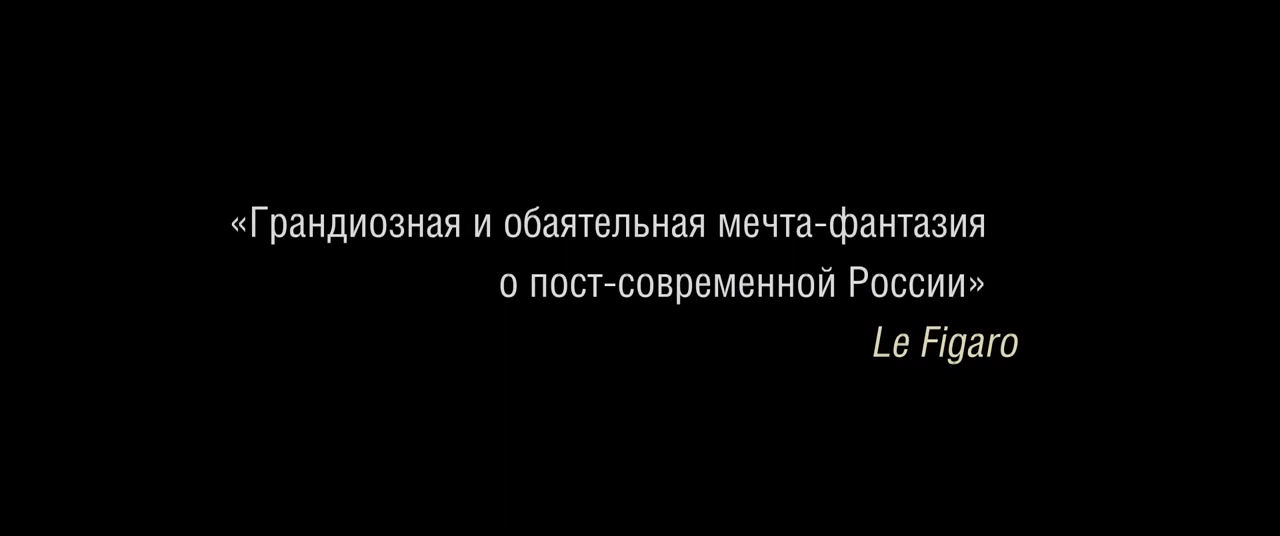 «Грандиозная и обаятельная мечта-фантазия
о пост-современной России»
Le Figaro